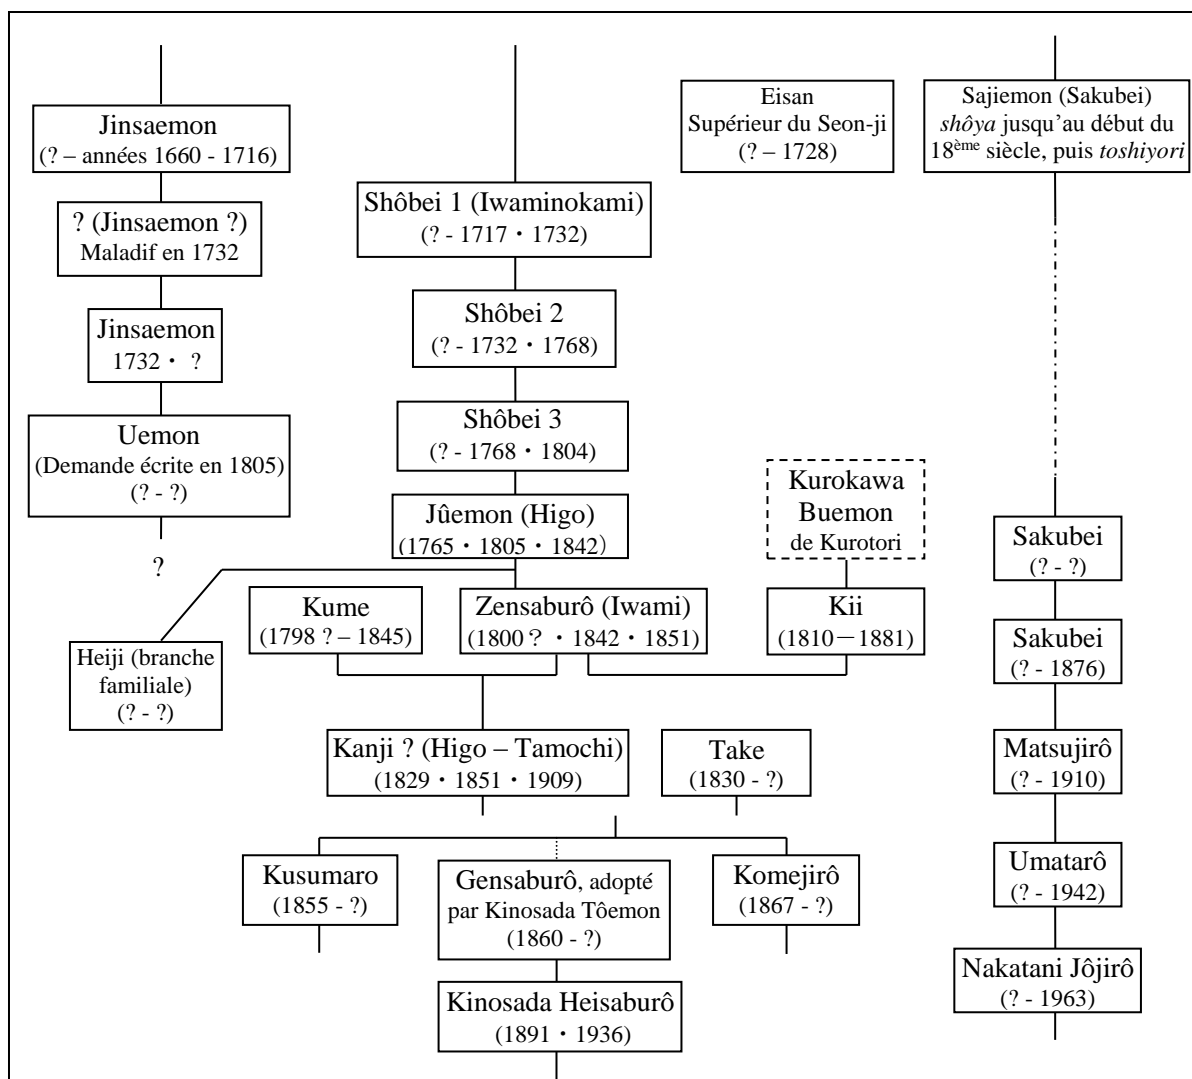 Jinsaemon
(? – années 1660 - 1716)
? (Jinsaemon ?)
Maladif en 1732
Jinsaemon
1732・ ?
Uemon
(Demande écrite en 1805)
(? - ?)
?
Shôbei 1 (Iwaminokami)
(? - 1717・1732)
Shôbei 2
(? - 1732・1768)
Shôbei 3
(? - 1768・1804)
Jûemon (Higo)
(1765・1805・1842)
Eisan
Supérieur du Seon-ji
(? – 1728)
Sajiemon (Sakubei)
shôya jusqu’au début du
18ème siècle, puis toshiyori
Kurokawa
Buemon
de Kurotori
Heiji (branche
familiale)
(? - ?)
Kume
(1798 ? – 1845)
Zensaburô (Iwami)
(1800 ?・1842・1851)
Kii
(1810－1881)
Kanji ? (Higo – Tamochi)
(1829・1851・1909)
Take
(1830 - ?)
Kusumaro
(1855 - ?)
Gensaburô, adopté
par Kinosada Tôemon
(1860 - ?)
Komejirô
(1867 - ?)
Kinosada Heisaburô
(1891・1936)
Sakubei
(? - ?)
Sakubei
(? - 1876)
Matsujirô
(? - 1910)
Umatarô
(? - 1942)
Nakatani Jôjirô
(? - 1963)